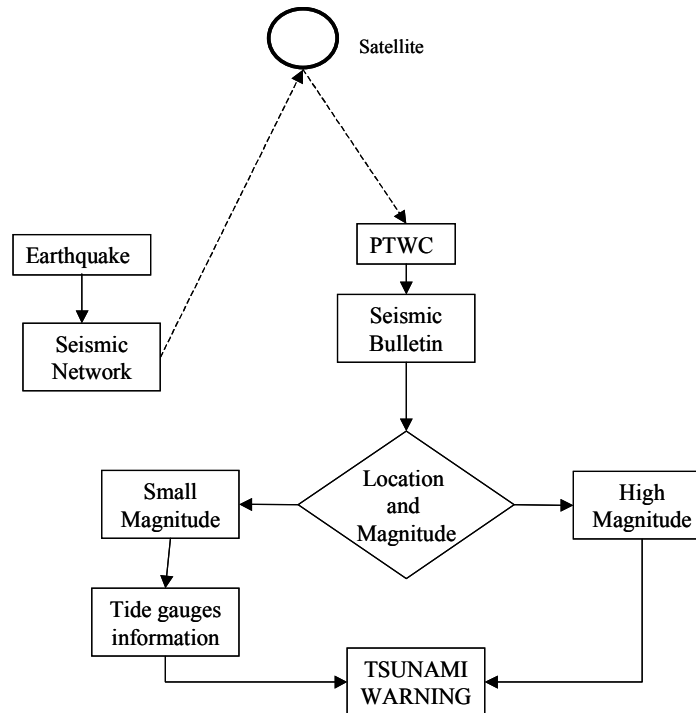 Satellite
Earthquake
PTWC
Seismic
Network
Seismic
Bulletin
Small
Magnitude
Location
and
Magnitude
High
Magnitude
Tide gauges
information
TSUNAMI
WARNING